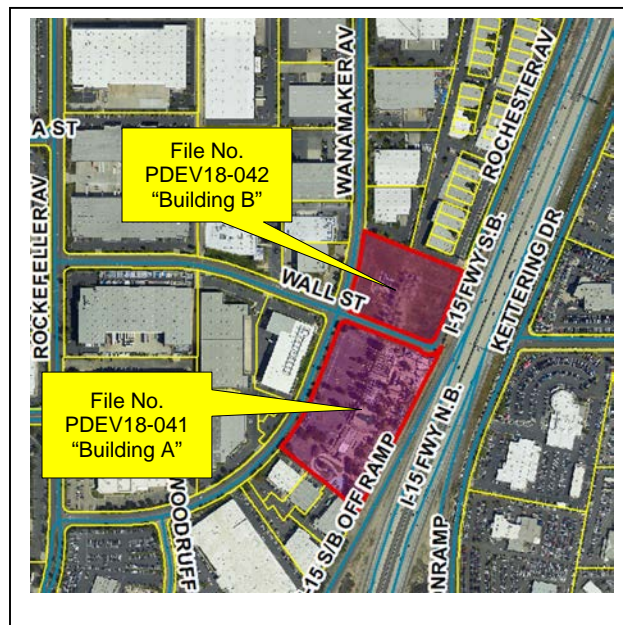 A ST
File No.
PDEV18-042
“Building B”
WANAMAKER AV
ROCHESTER AV
ROCKEFELLER AV
WALL ST
I-15 FWY S.B.
KETTERING DR
File No.
PDEV18-041
“Building A”
WOODRUFF
I-15 S/B OFF RAMP
I-15 FWY N.B.
ONRAMP